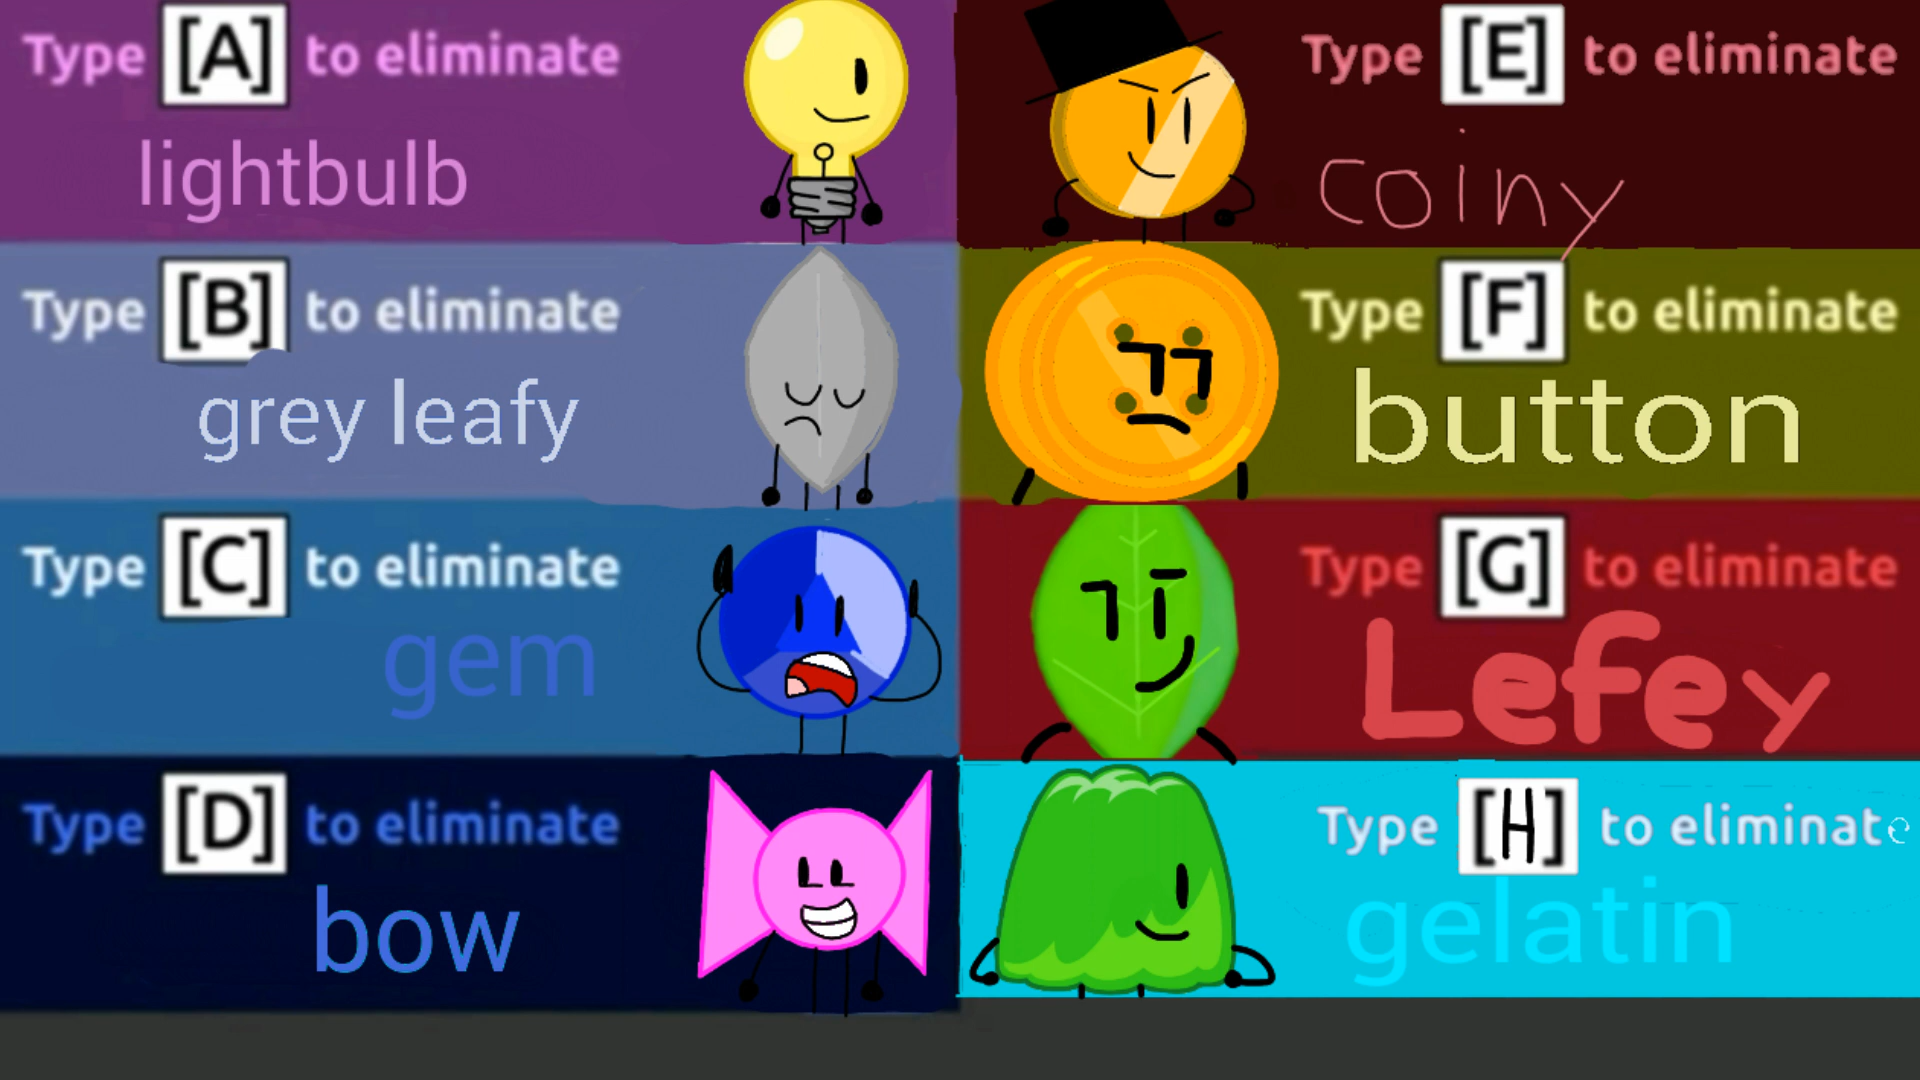 Type [A] to eliminate
lightbulb
Type [B] to eliminate
grey leafy
Type [C] to eliminate
gem
Type [D] to eliminate
bow
Type [E] to eliminate
coiny
Type [F] to eliminate
button
Type [G] to eliminate
Lefey
Type [H] to eliminate
gelatin